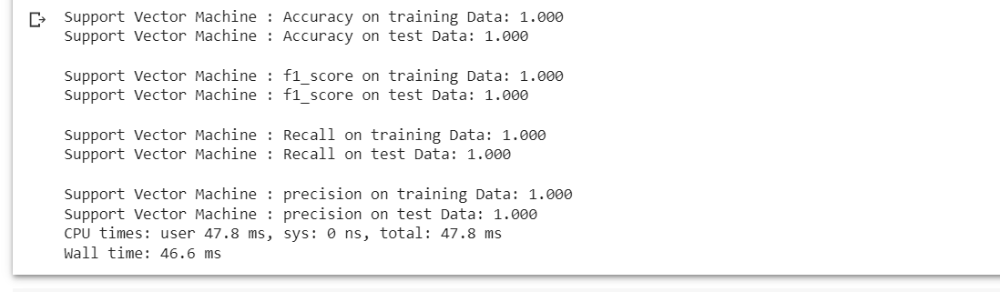 Support Vector Machine : Accuracy on training Data: 1.000
Support Vector Machine : Accuracy on test Data: 1.000
Support Vector Machine : f1_score on training Data: 1.000
Support Vector Machine : f1_score on test Data: 1.000
Support Vector Machine : Recall on training Data: 1.000
Support Vector Machine : Recall on test Data: 1.000
Support Vector Machine : precision on training Data: 1.000
Support Vector Machine : precision on test Data: 1.000
CPU times: user 47.8 ms, sys: 0 ns, total: 47.8 ms
Wall time: 46.6 ms